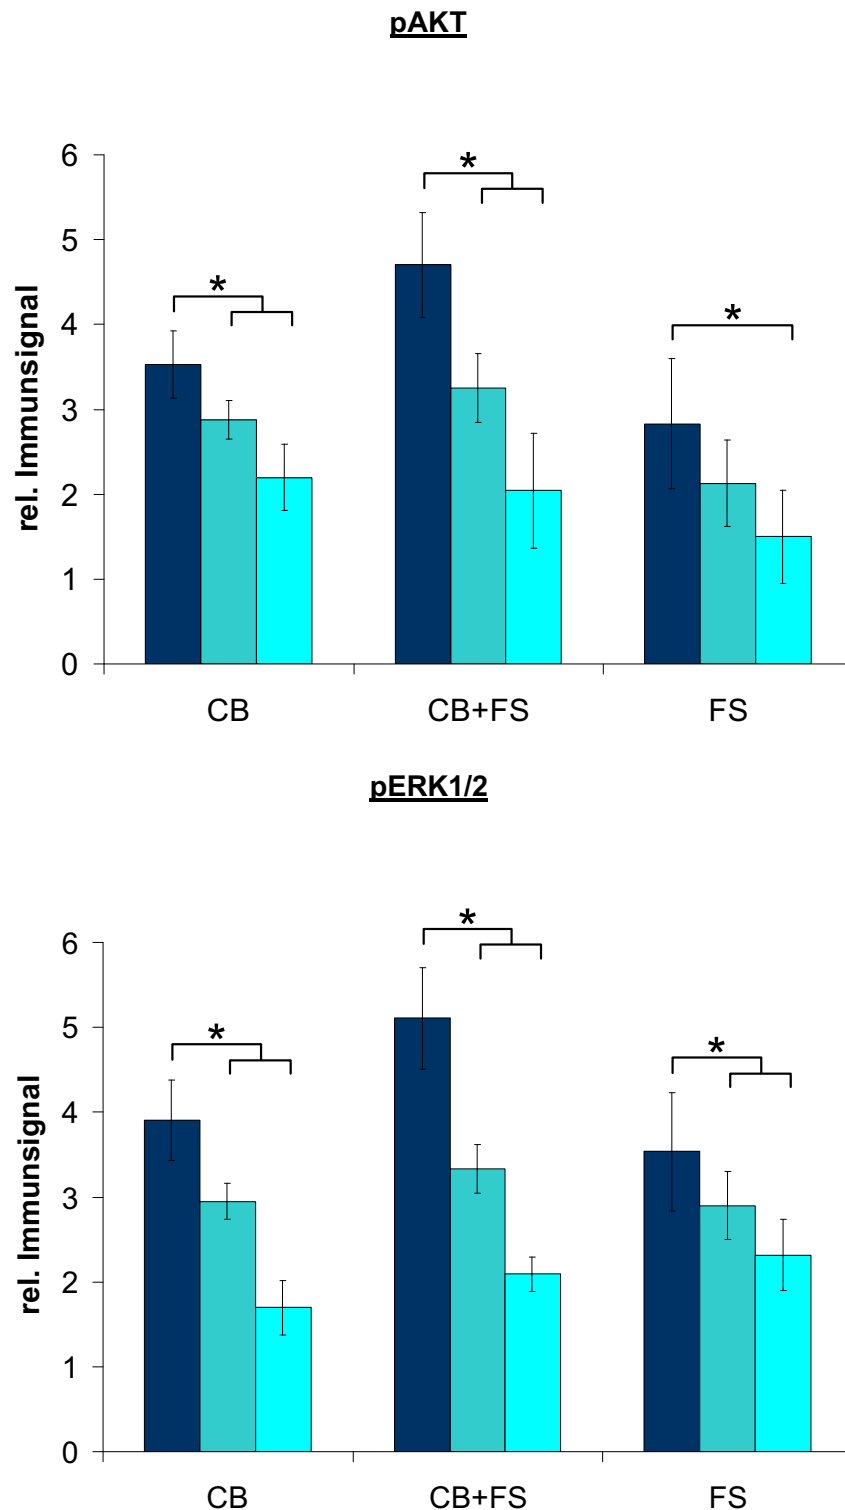 pAKT
rel. Immunsignal
6
5
4
3
2
1
0
*
*
*
CB
CB+FS
FS
pERK1/2
rel. Immunsignal
6
5
4
3
2
1
0
*
*
*
CB
CB+FS
FS